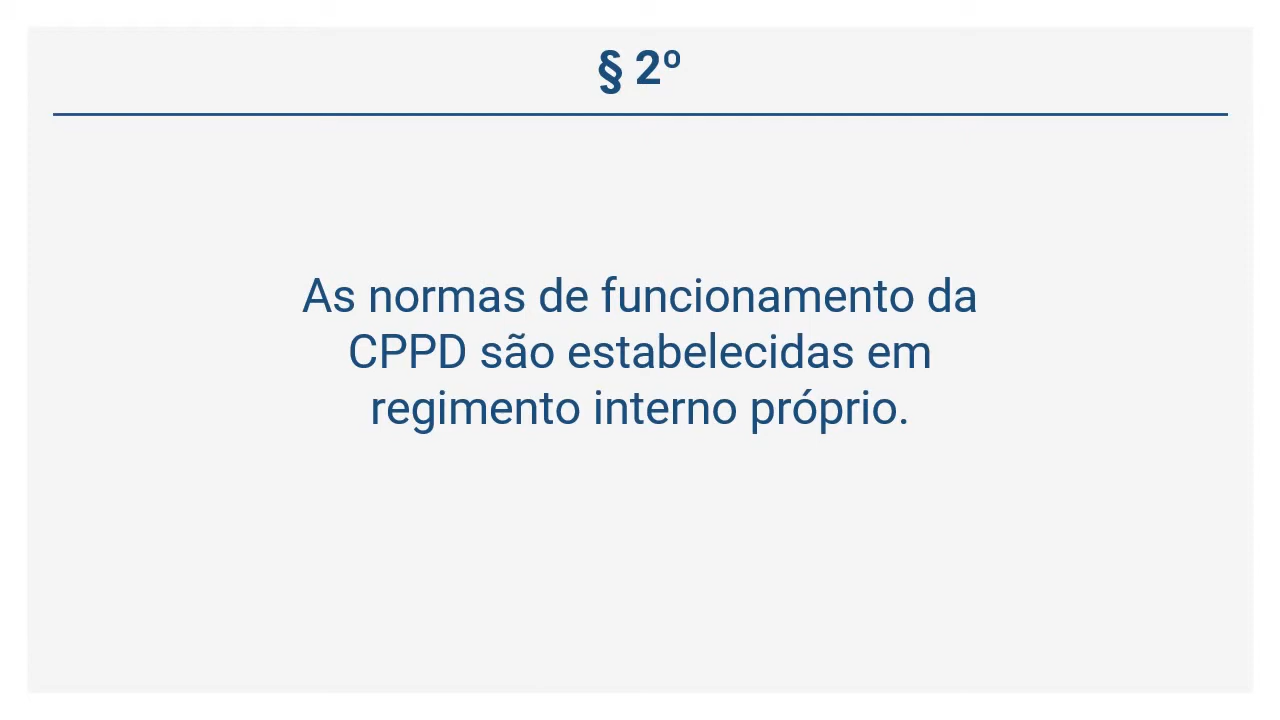 § 2º
As normas de funcionamento da
CPPD são estabelecidas em
regimento interno próprio.